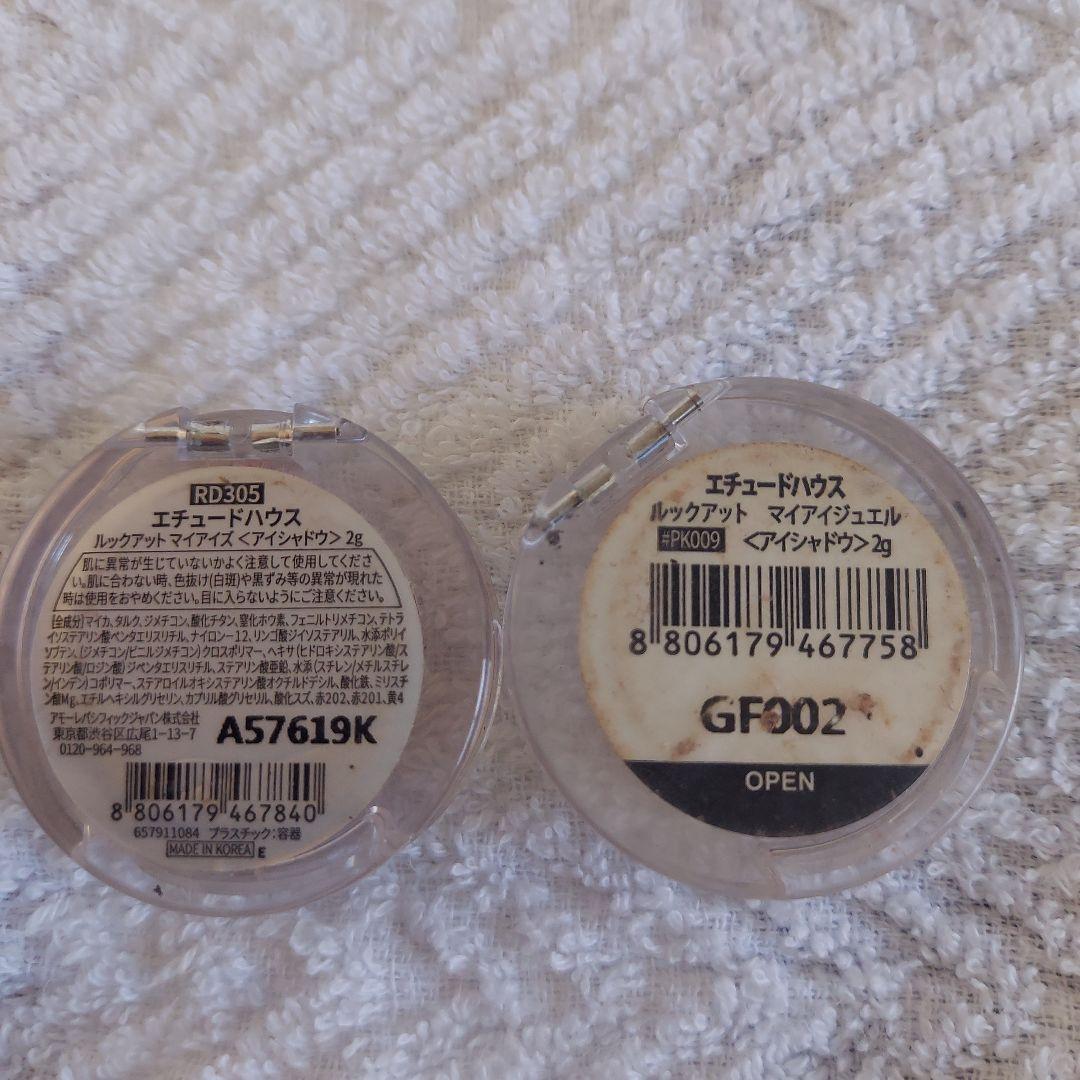 RD305
エチュードハウス
ルックアット マイアイズ <アイシャドウ> 2g
肌に異常が生じていないかよく注意して使用してくださ
い。肌に合わない時、色抜け(白斑)や黒ずみ等の異常が現れた
時は使用をおやめください。目に入らないようにご注意ください。
[全成分]マイカ、タルク、ジメチコン、酸化チタン、窒化ホウ素、フェニルトリメチコン、テトラ
イソステアリン酸ペンタエリスリチル、ナイロン-12、リンゴ酸ジイソステアリル、水添ポリイ
ソブテン、(ジメチコン/ビニルジメチコン)クロスポリマー、ヘキサ(ヒドロキシステアリン酸/ス
テアリン酸/ロジン酸)ジペンタエリスリチル、ステアリン酸亜鉛、水添(スチレン/メチルスチレ
ン/インデン)コポリマー、ステアロイルオキシステアリン酸オクチルドデシル、酸化鉄、ミリスチ
ン酸Mg、エチルヘキシルグリセリン、カプリル酸グリセリル、酸化スズ、赤202、赤201、黄4
アモーレパシフィックジャパン株式会社
東京都渋谷区広尾1-13-7
0120-964-968
A57619K
8 806179 467840
657911084 プラスチック:容器
MADE IN KOREA E
エチュードハウス
ルックアット マイアイジュエル
#PK009 <アイシャドウ>2g
8 806179 467758
GF002
OPEN